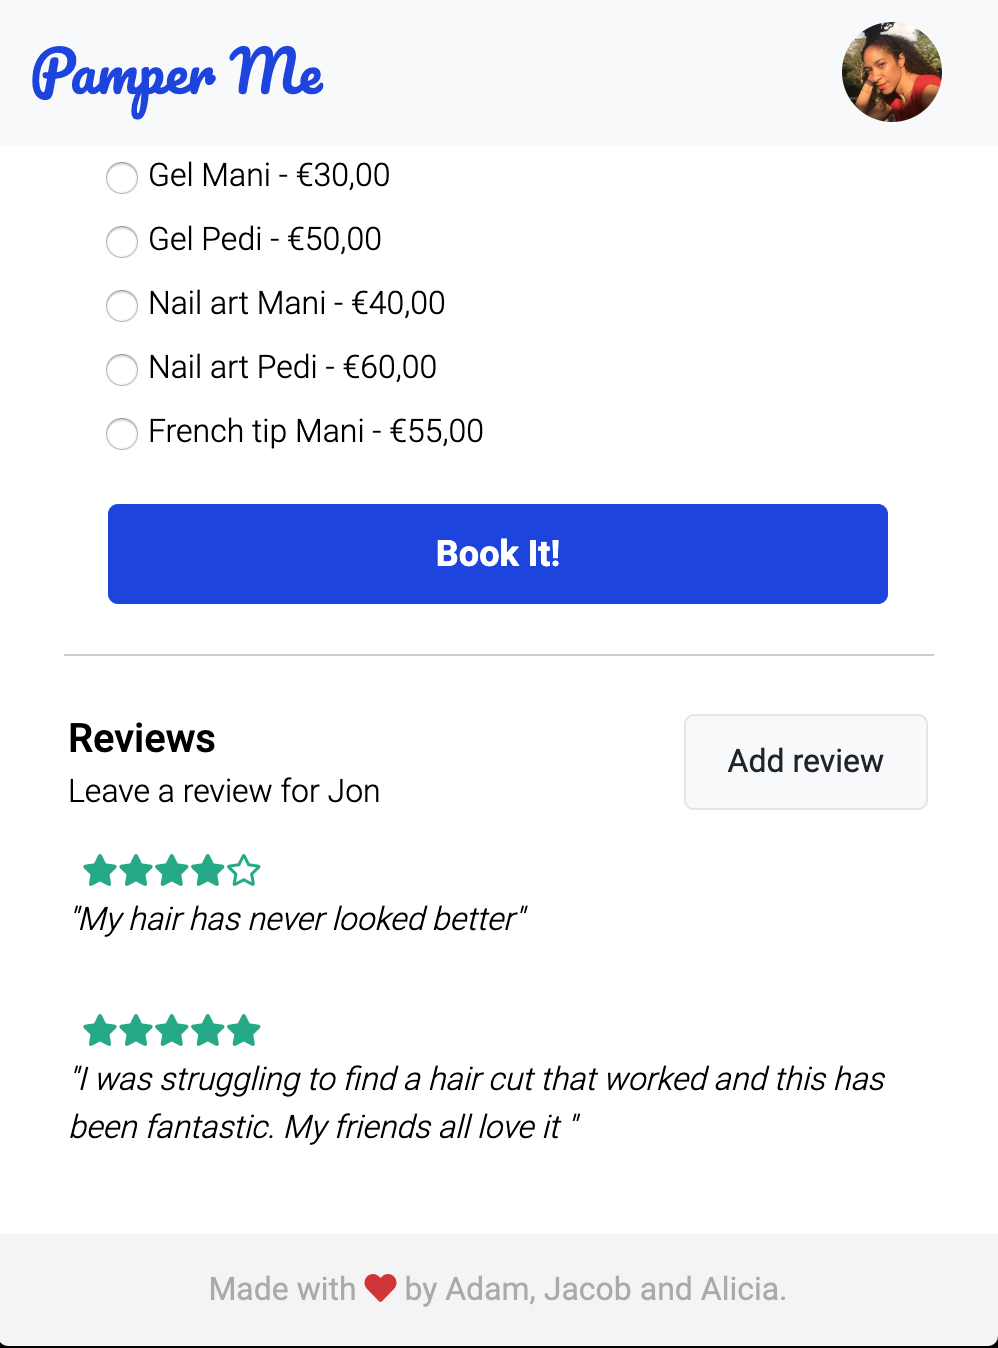 Pamper Me
Gel Mani - €30,00
Gel Pedi - €50,00
Nail art Mani - €40,00
Nail art Pedi - €60,00
French tip Mani - €55,00
Book It!
Reviews
Add review
Leave a review for Jon
"My hair has never looked better"
"I was struggling to find a hair cut that worked and this has
been fantastic. My friends all love it "
Made with ❤ by Adam, Jacob and Alicia.